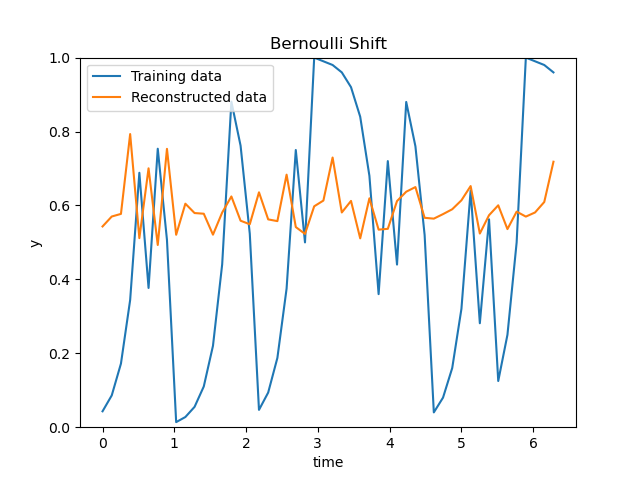 Bernoulli Shift
Training data
Reconstructed data
y
1.0
0.8
0.6
0.4
0.2
0.0
0 1 2 3 4 5 6
time